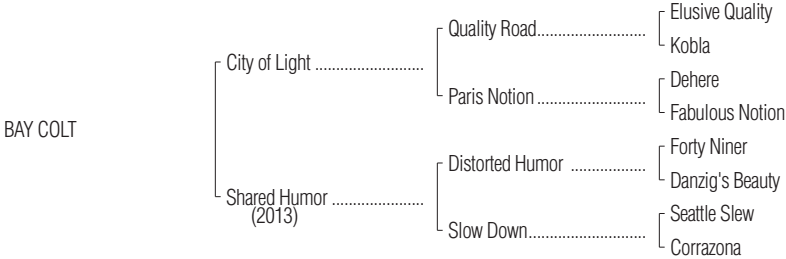 Elusive Quality
Quality Road..........................
Kobla
City of Light ..........................
Dehere
Paris Notion ..........................
Fabulous Notion
BAY COLT
Forty Niner
Distorted Humor ..................
Danzig's Beauty
Shared Humor ......................
(2013)
Seattle Slew
Slow Down............................
Corrazona